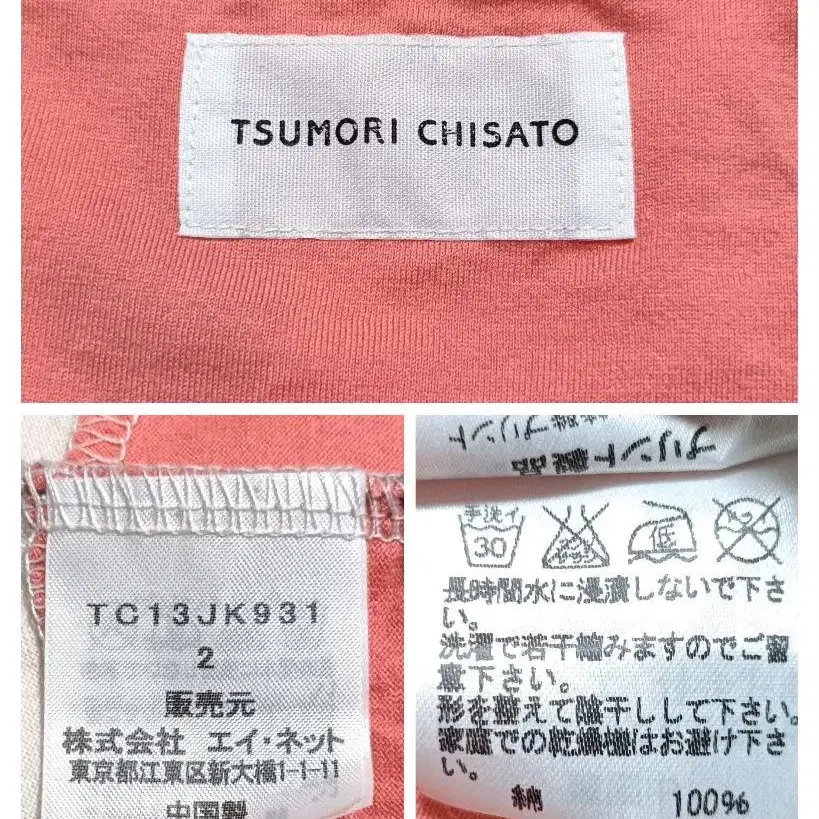 TSUMORI CHISATO
TC13JK931
2
販売元
株式会社 エイ・ネット
東京都江東区新大橋1-1-11
中国製
プリント
手洗イ
30
低
長時間水に浸漬しないで下さ
い。
洗濯で若干縮みますのでご留
意下さい。
形を整えて陰干しして下さい。
家庭での乾燥機はお避け下さ
い。
綿 100%